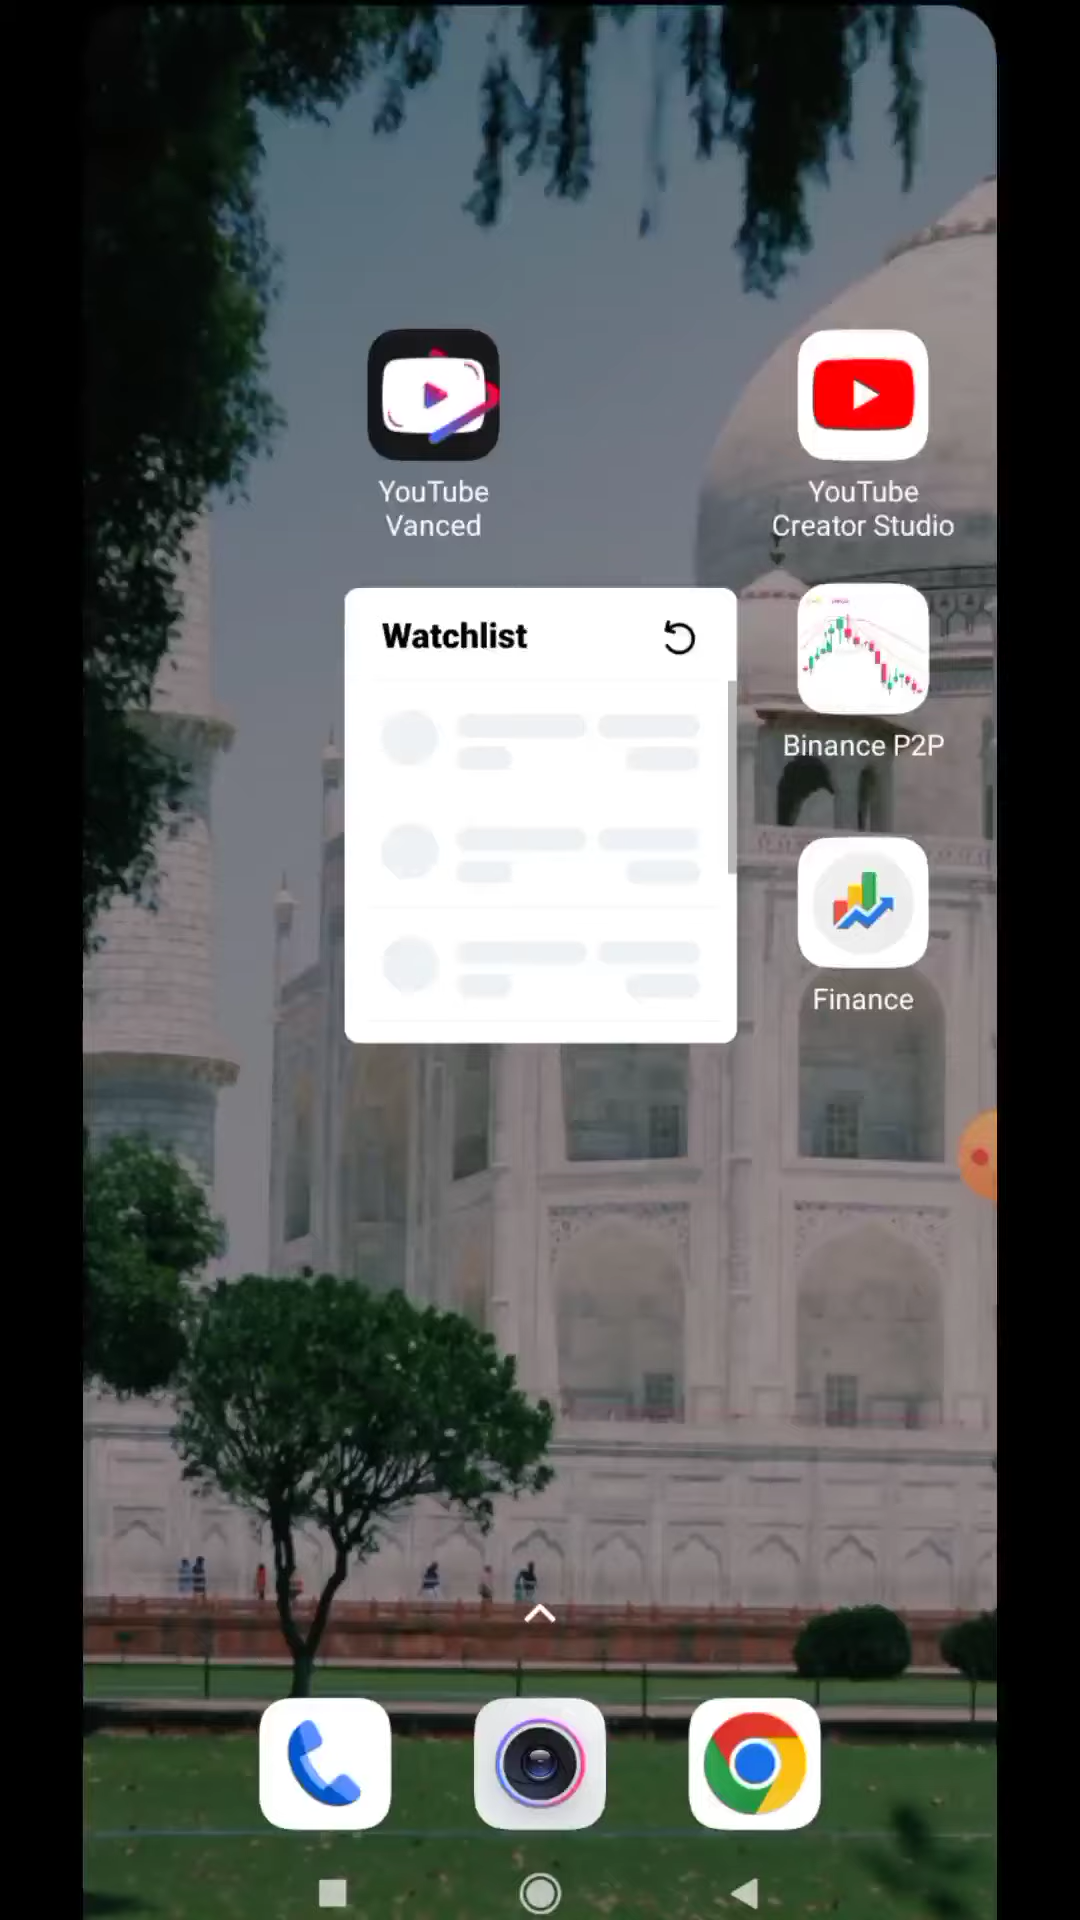 YouTube
Vanced
YouTube
Creator Studio
Watchlist
Binance P2P
Finance